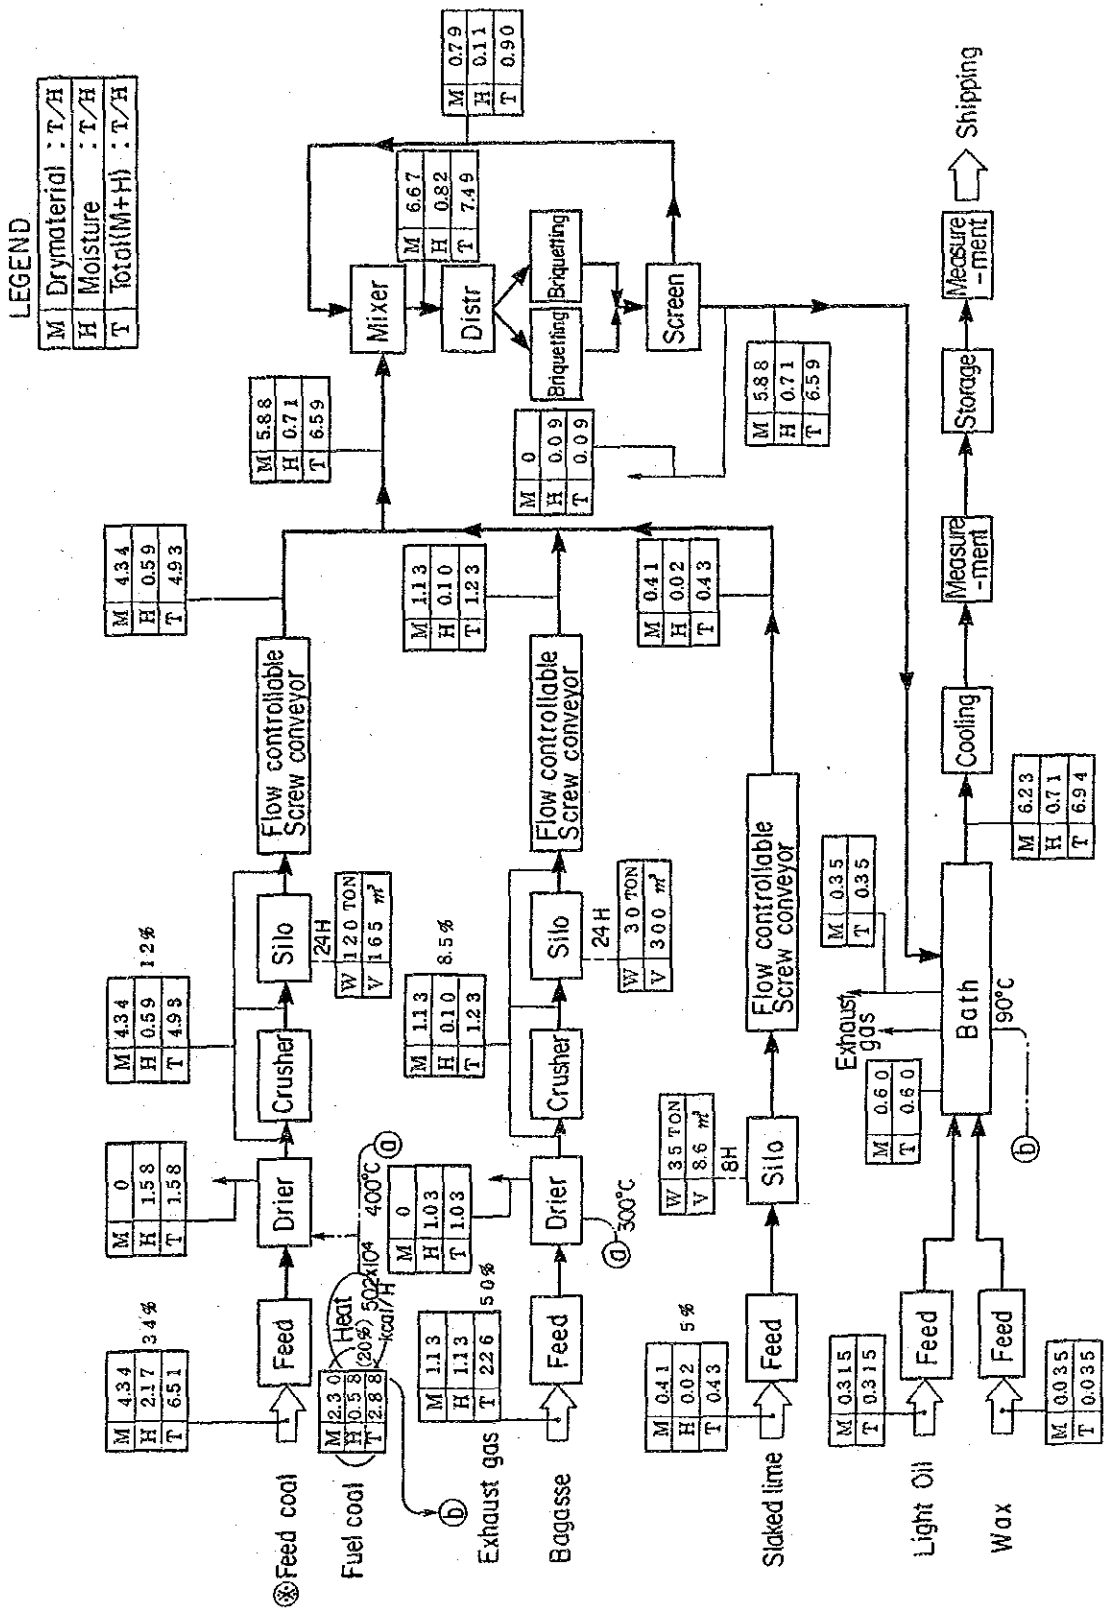 LEGEND
M Drymaterial : T/H
H Moisture : T/H
T Total(M+H) : T/H
※Feed coal
M 4.34
H 2.17 34%
T 6.51
Feed
M 0
H 1.58
T 1.58
Drier
Crusher
M 4.34
H 0.59 12%
T 4.93
Silo
24H
W 120 TON
V 165 m³
Flow controllable
Screw conveyor
M 4.34
H 0.59
T 4.93
Fuel coal
M 2.30
H 0.58 (20%)
T 2.88
Heat
502×10⁴
kcal/H
400°C
ⓐ
ⓑ
Exhaust gas
Bagasse
M 1.13
H 1.13 50%
T 2.26
Feed
M 0
H 1.03
T 1.03
Drier
ⓐ 300°C
Crusher
M 1.13
H 0.10 8.5%
T 1.23
Silo
24H
W 30 TON
V 300 m³
Flow controllable
Screw conveyor
M 1.13
H 0.10
T 1.23
Slaked lime
M 0.41
H 0.02 5%
T 0.43
Feed
Silo
8H
W 35 TON
V 8.6 m³
Flow controllable
Screw conveyor
M 0.41
H 0.02
T 0.43
M 5.88
H 0.71
T 6.59
Mixer
M 6.67
H 0.82
T 7.49
M 0.79
H 0.11
T 0.90
Distr
Briquetting
Briquetting
Screen
M 0
H 0.09
T 0.09
M 5.88
H 0.71
T 6.59
Light Oil
M 0.315
T 0.315
Feed
Wax
M 0.035
T 0.035
Feed
M 0.60
T 0.60
Exhaust
gas
M 0.35
T 0.35
Bath
90°C
ⓑ
M 6.23
H 0.71
T 6.94
Cooling
Measure
-ment
Storage
Measure
-ment
Shipping